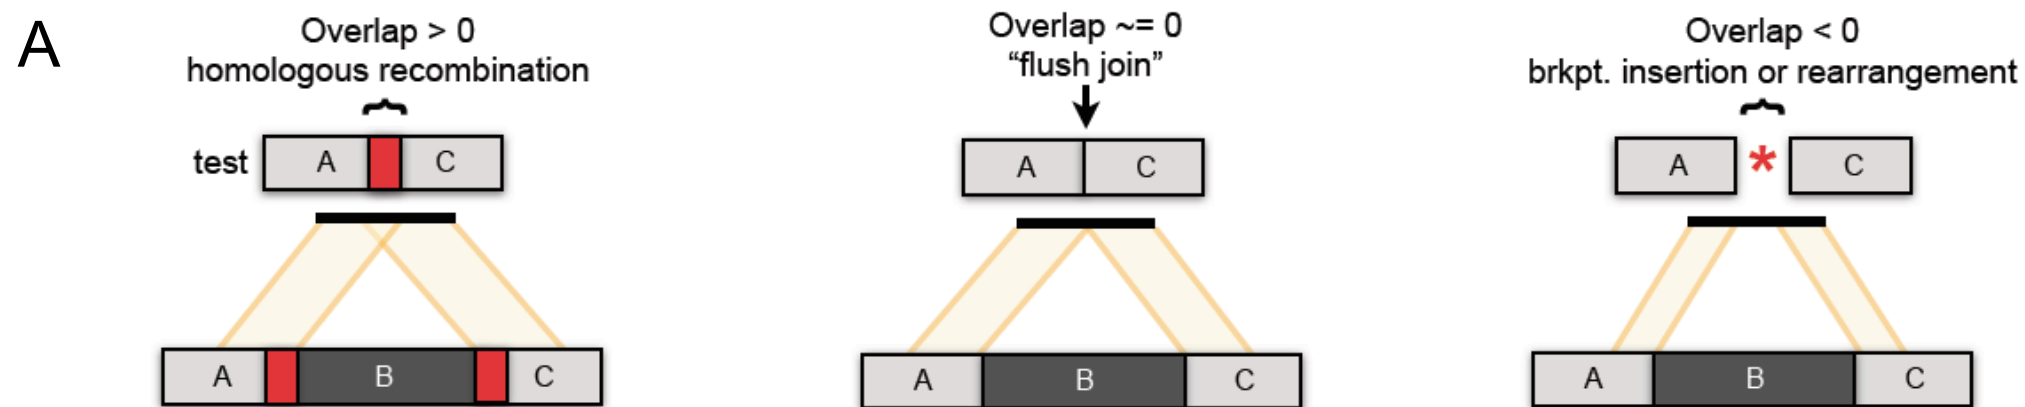 A
Overlap > 0
homologous recombination
test
A
C
A
B
C
Overlap ~= 0
“flush join”
A
C
A
B
C
Overlap < 0
brkpt. insertion or rearrangement
A
*
C
A
B
C